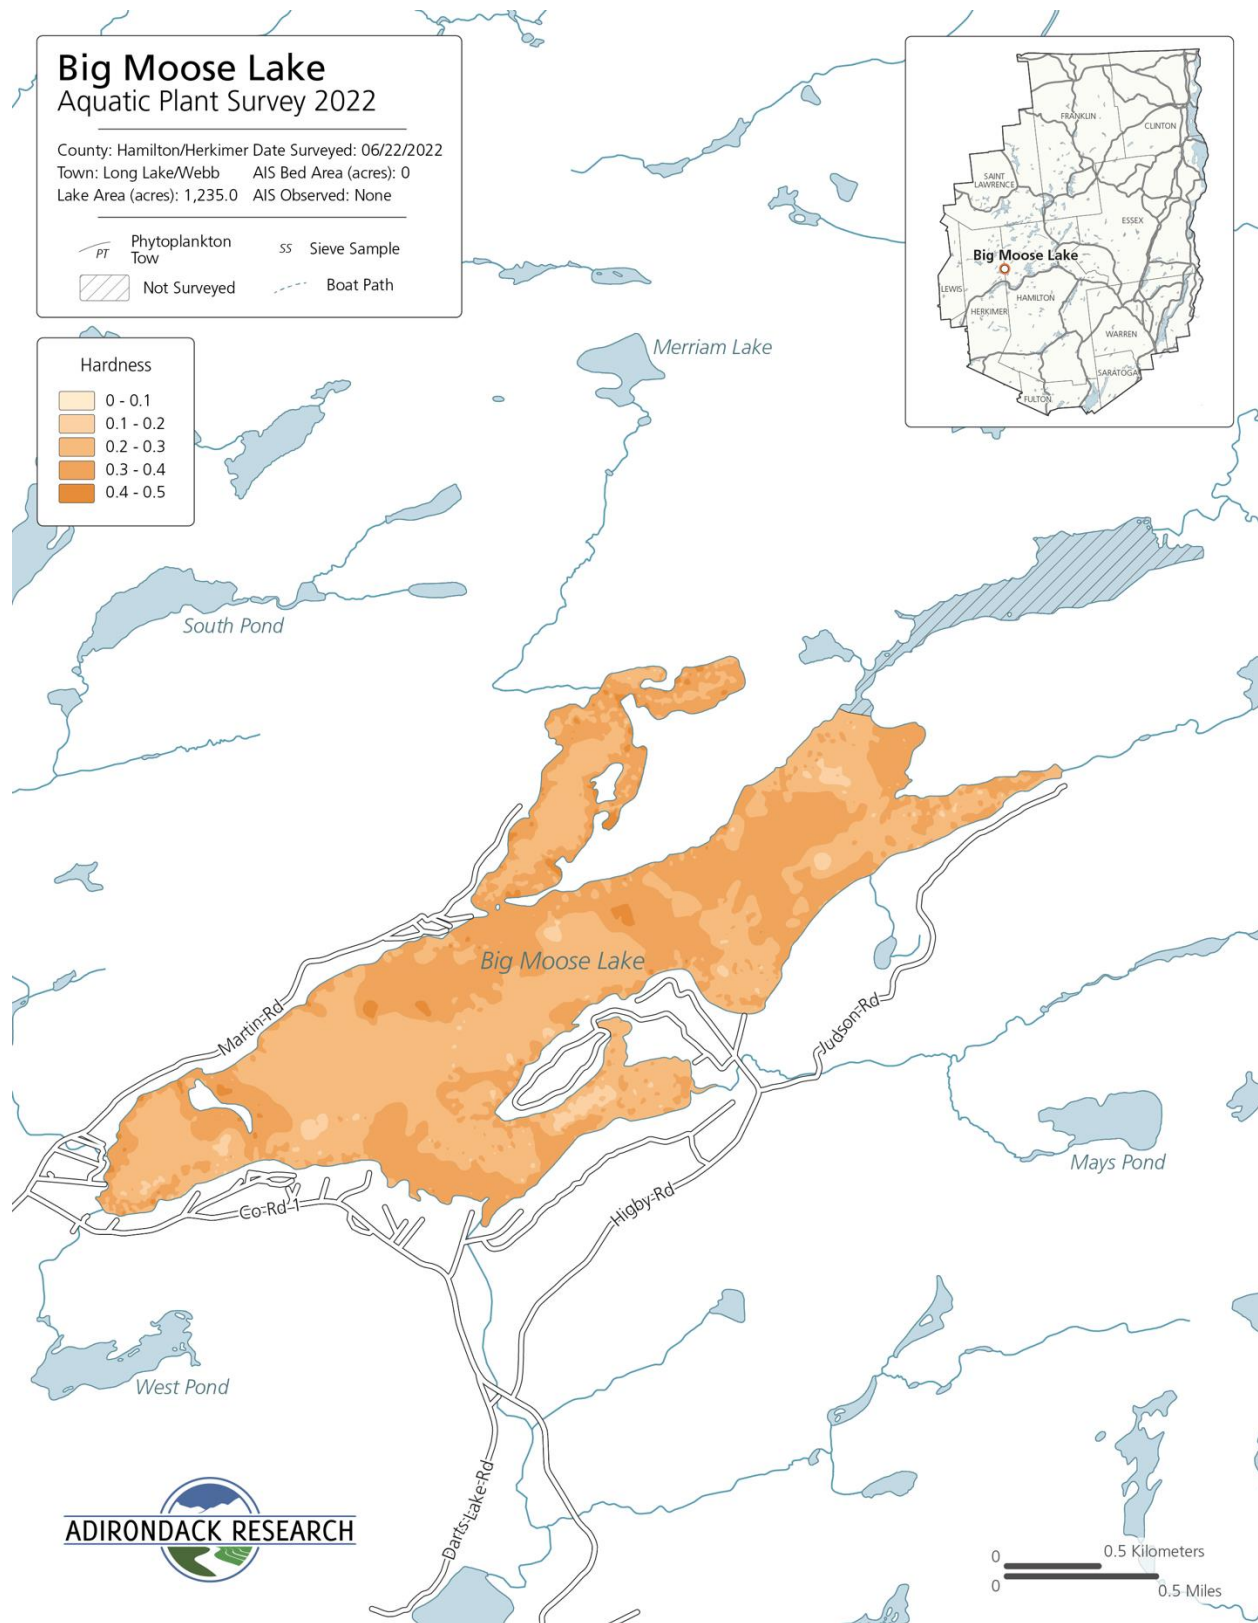 Big Moose Lake
Aquatic Plant Survey 2022
County: Hamilton/Herkimer Date Surveyed: 06/22/2022
Town: Long Lake/Webb AIS Bed Area (acres): 0
Lake Area (acres): 1,235.0 AIS Observed: None
PT
Phytoplankton
Tow
SS Sieve Sample
Not Surveyed
Boat Path
FRANKLIN
CLINTON
SAINT
LAWRENCE
ESSEX
Big Moose Lake
LEWIS
HAMILTON
HERKIMER
WARREN
SARATOGA
FULTON
Hardness
0 - 0.1
0.1 - 0.2
0.2 - 0.3
0.3 - 0.4
0.4 - 0.5
Merriam Lake
South Pond
Big Moose Lake
Martin-Rd
Judson-Rd
Mays Pond
Higby-Rd
Co-Rd-1
West Pond
Darts-Lake-Rd
ADIRONDACK RESEARCH
0 0.5 Kilometers
0 0.5 Miles